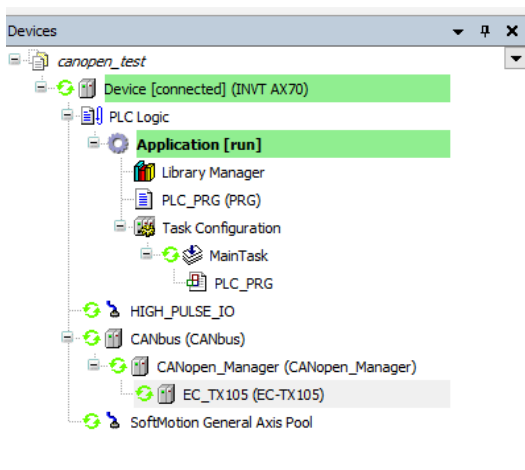 Devices
canopen_test
Device [connected] (INVT AX70)
PLC Logic
Application [run]
Library Manager
PLC_PRG (PRG)
Task Configuration
MainTask
PLC_PRG
HIGH_PULSE_IO
CANbus (CANbus)
CANopen_Manager (CANopen_Manager)
EC_TX105 (EC-TX105)
SoftMotion General Axis Pool